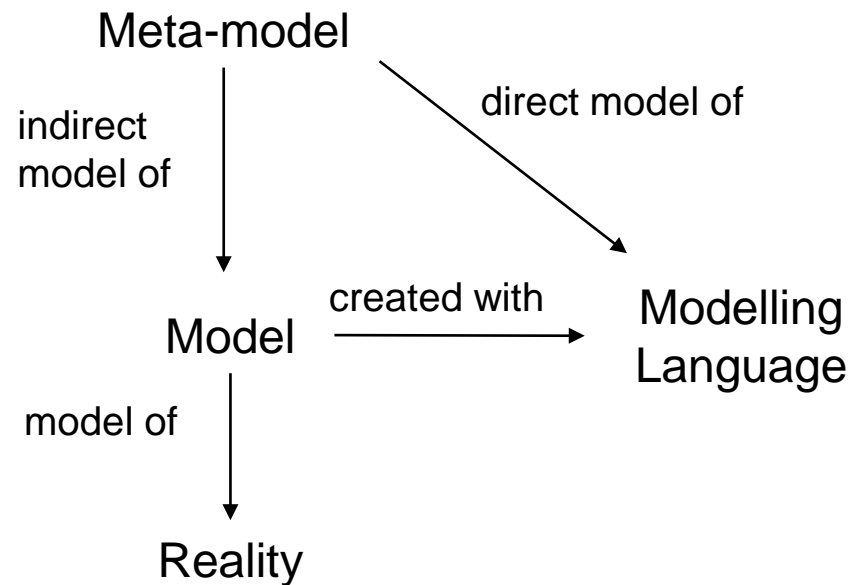 Meta-model
direct model of
indirect
model of
created with
Modelling
Language
Model
model of
Reality